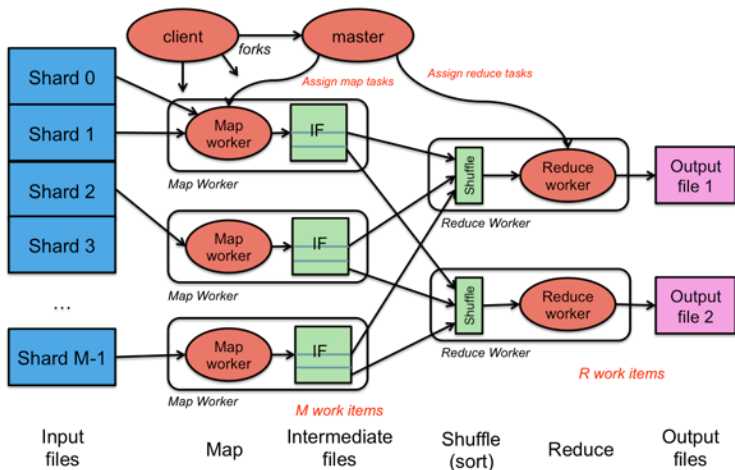 client
forks
master
Assign map tasks
Assign reduce tasks
Shard 0
Shard 1
Shard 2
Shard 3
...
Shard M-1
Map
worker
IF
Map Worker
Map
worker
IF
Map Worker
Map
worker
IF
Map Worker
M work items
Shuffle
Reduce
worker
Reduce Worker
Shuffle
Reduce
worker
Reduce Worker
R work items
Output
file 1
Output
file 2
Input
files
Map
Intermediate
files
Shuffle
(sort)
Reduce
Output
files